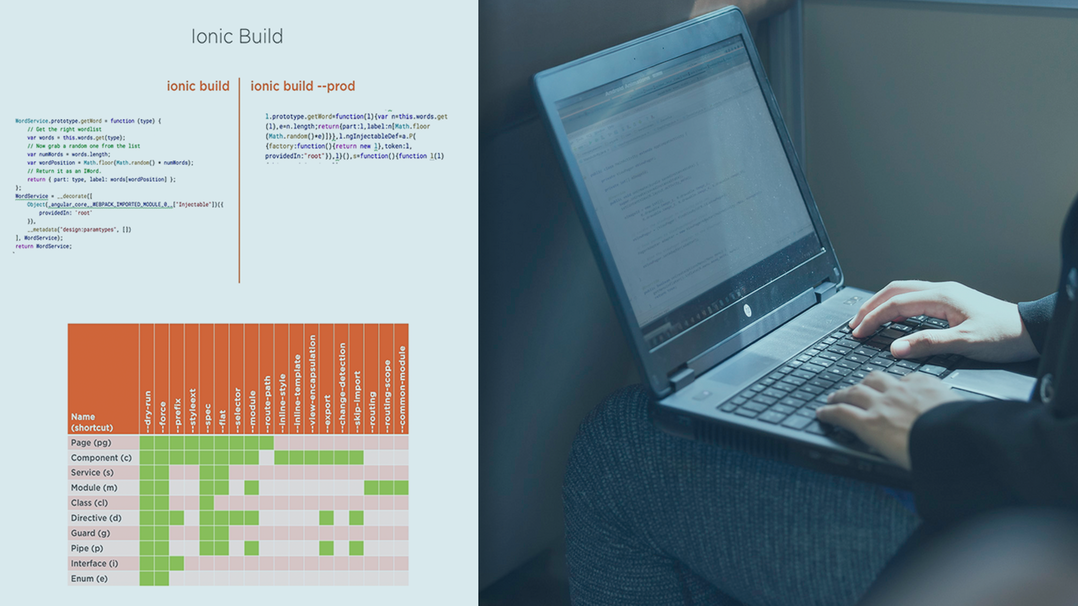 Ionic Build
ionic build
ionic build --prod
WordService.prototype.getWord = function (type) {
// Get the right wordlist
var words = this.words.get(type);
// Now grab a random one from the list
var numWords = words.length;
var wordPosition = Math.floor(Math.random() * numWords);
// Return it as an IWord.
return { part: type, label: words[wordPosition] };
};
WordService = __decorate([
Object(_angular_core__WEBPACK_IMPORTED_MODULE_0__["Injectable"])({
providedIn: 'root'
}),
__metadata("design:paramtypes", [])
], WordService);
return WordService;
l.prototype.getWord=function(l){var n=this.words.get
(l),e=n.length;return{part:l,label:n[Math.floor
(Math.random()*e)]}},l.ngInjectableDef=a.P(
{factory:function(){return new l},token:l,
providedIn:"root"}),l}(),s=function(){function l(l)
Name
(shortcut)
--dry-run
--force
--prefix
--styleext
--spec
--flat
--selector
--module
--route-path
--inline-style
--inline-template
--view-encapsulation
--export
--change-detection
--skip-import
--routing
--routing-scope
--common-module
Page (pg)
Component (c)
Service (s)
Module (m)
Class (cl)
Directive (d)
Guard (g)
Pipe (p)
Interface (i)
Enum (e)
hp